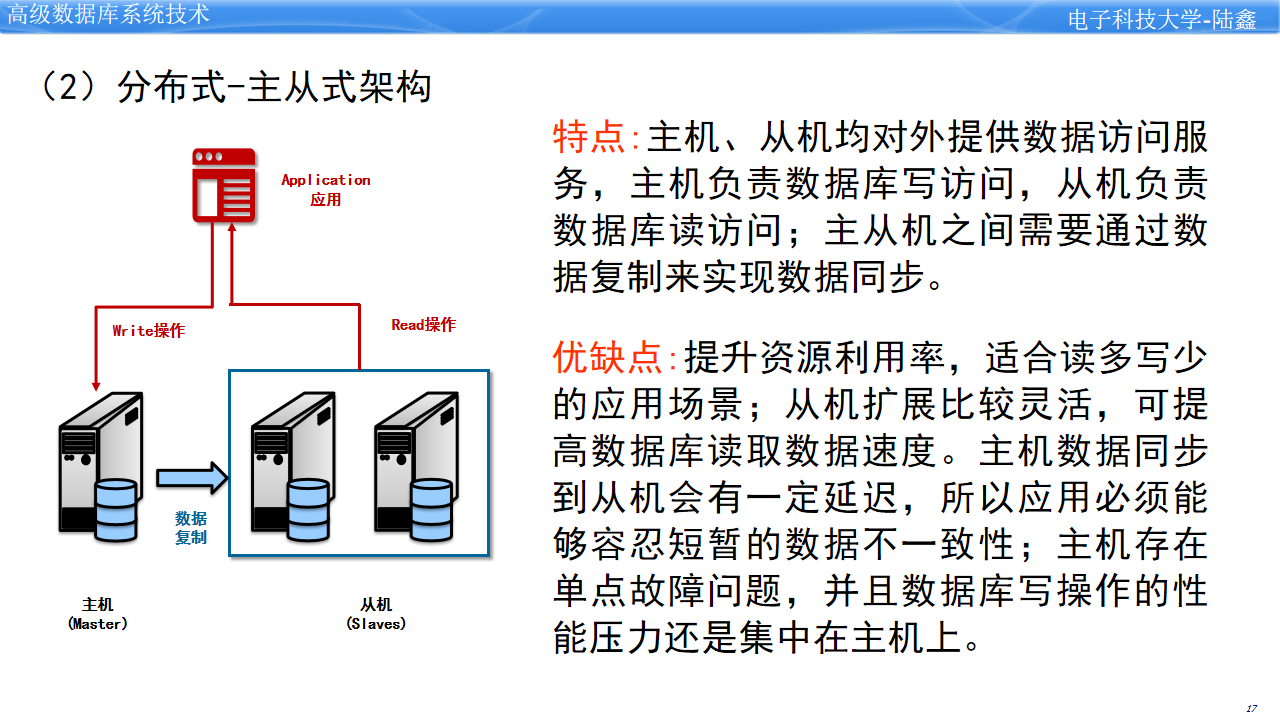 高级数据库系统技术
电子科技大学-陆鑫
（2）分布式-主从式架构
Application
应用
Write操作
Read操作
数据
复制
主机
(Master)
从机
(Slaves)
特点:主机、从机均对外提供数据访问服
务，主机负责数据库写访问，从机负责
数据库读访问；主从机之间需要通过数
据复制来实现数据同步。
优缺点:提升资源利用率，适合读多写少
的应用场景；从机扩展比较灵活，可提
高数据库读取数据速度。主机数据同步
到从机会有一定延迟，所以应用必须能
够容忍短暂的数据不一致性；主机存在
单点故障问题，并且数据库写操作的性
能压力还是集中在主机上。
17